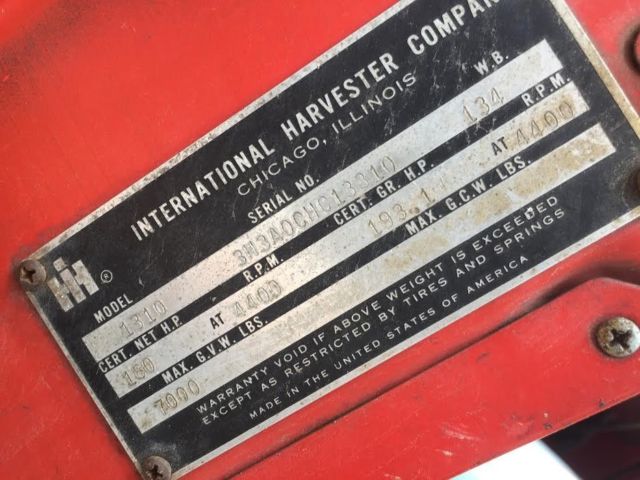 INTERNATIONAL HARVESTER COMPAN
CHICAGO, ILLINOIS
IH ®
MODEL SERIAL NO. W.B.
1310 3H3A0CHC13310 134
CERT. NET H.P. R.P.M. CERT. GR. H.P. R.P.M.
AT 4400 193.1 AT 4400
MAX. G.V.W. LBS. MAX. G.C.W. LBS.
7000
WARRANTY VOID IF ABOVE WEIGHT IS EXCEEDED
EXCEPT AS RESTRICTED BY TIRES AND SPRINGS
MADE IN THE UNITED STATES OF AMERICA